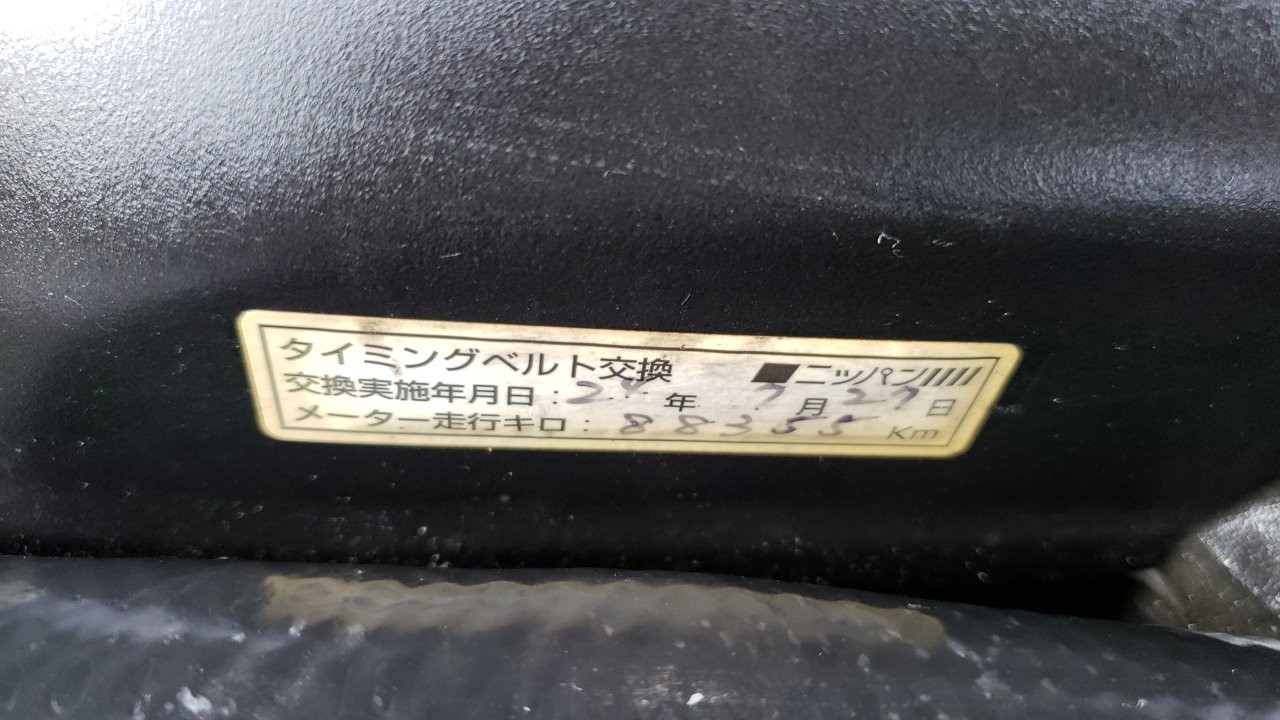 タイミングベルト交換 ■ニッパン////
交換実施年月日：24年 7月27日
メーター走行キロ：88355 Km